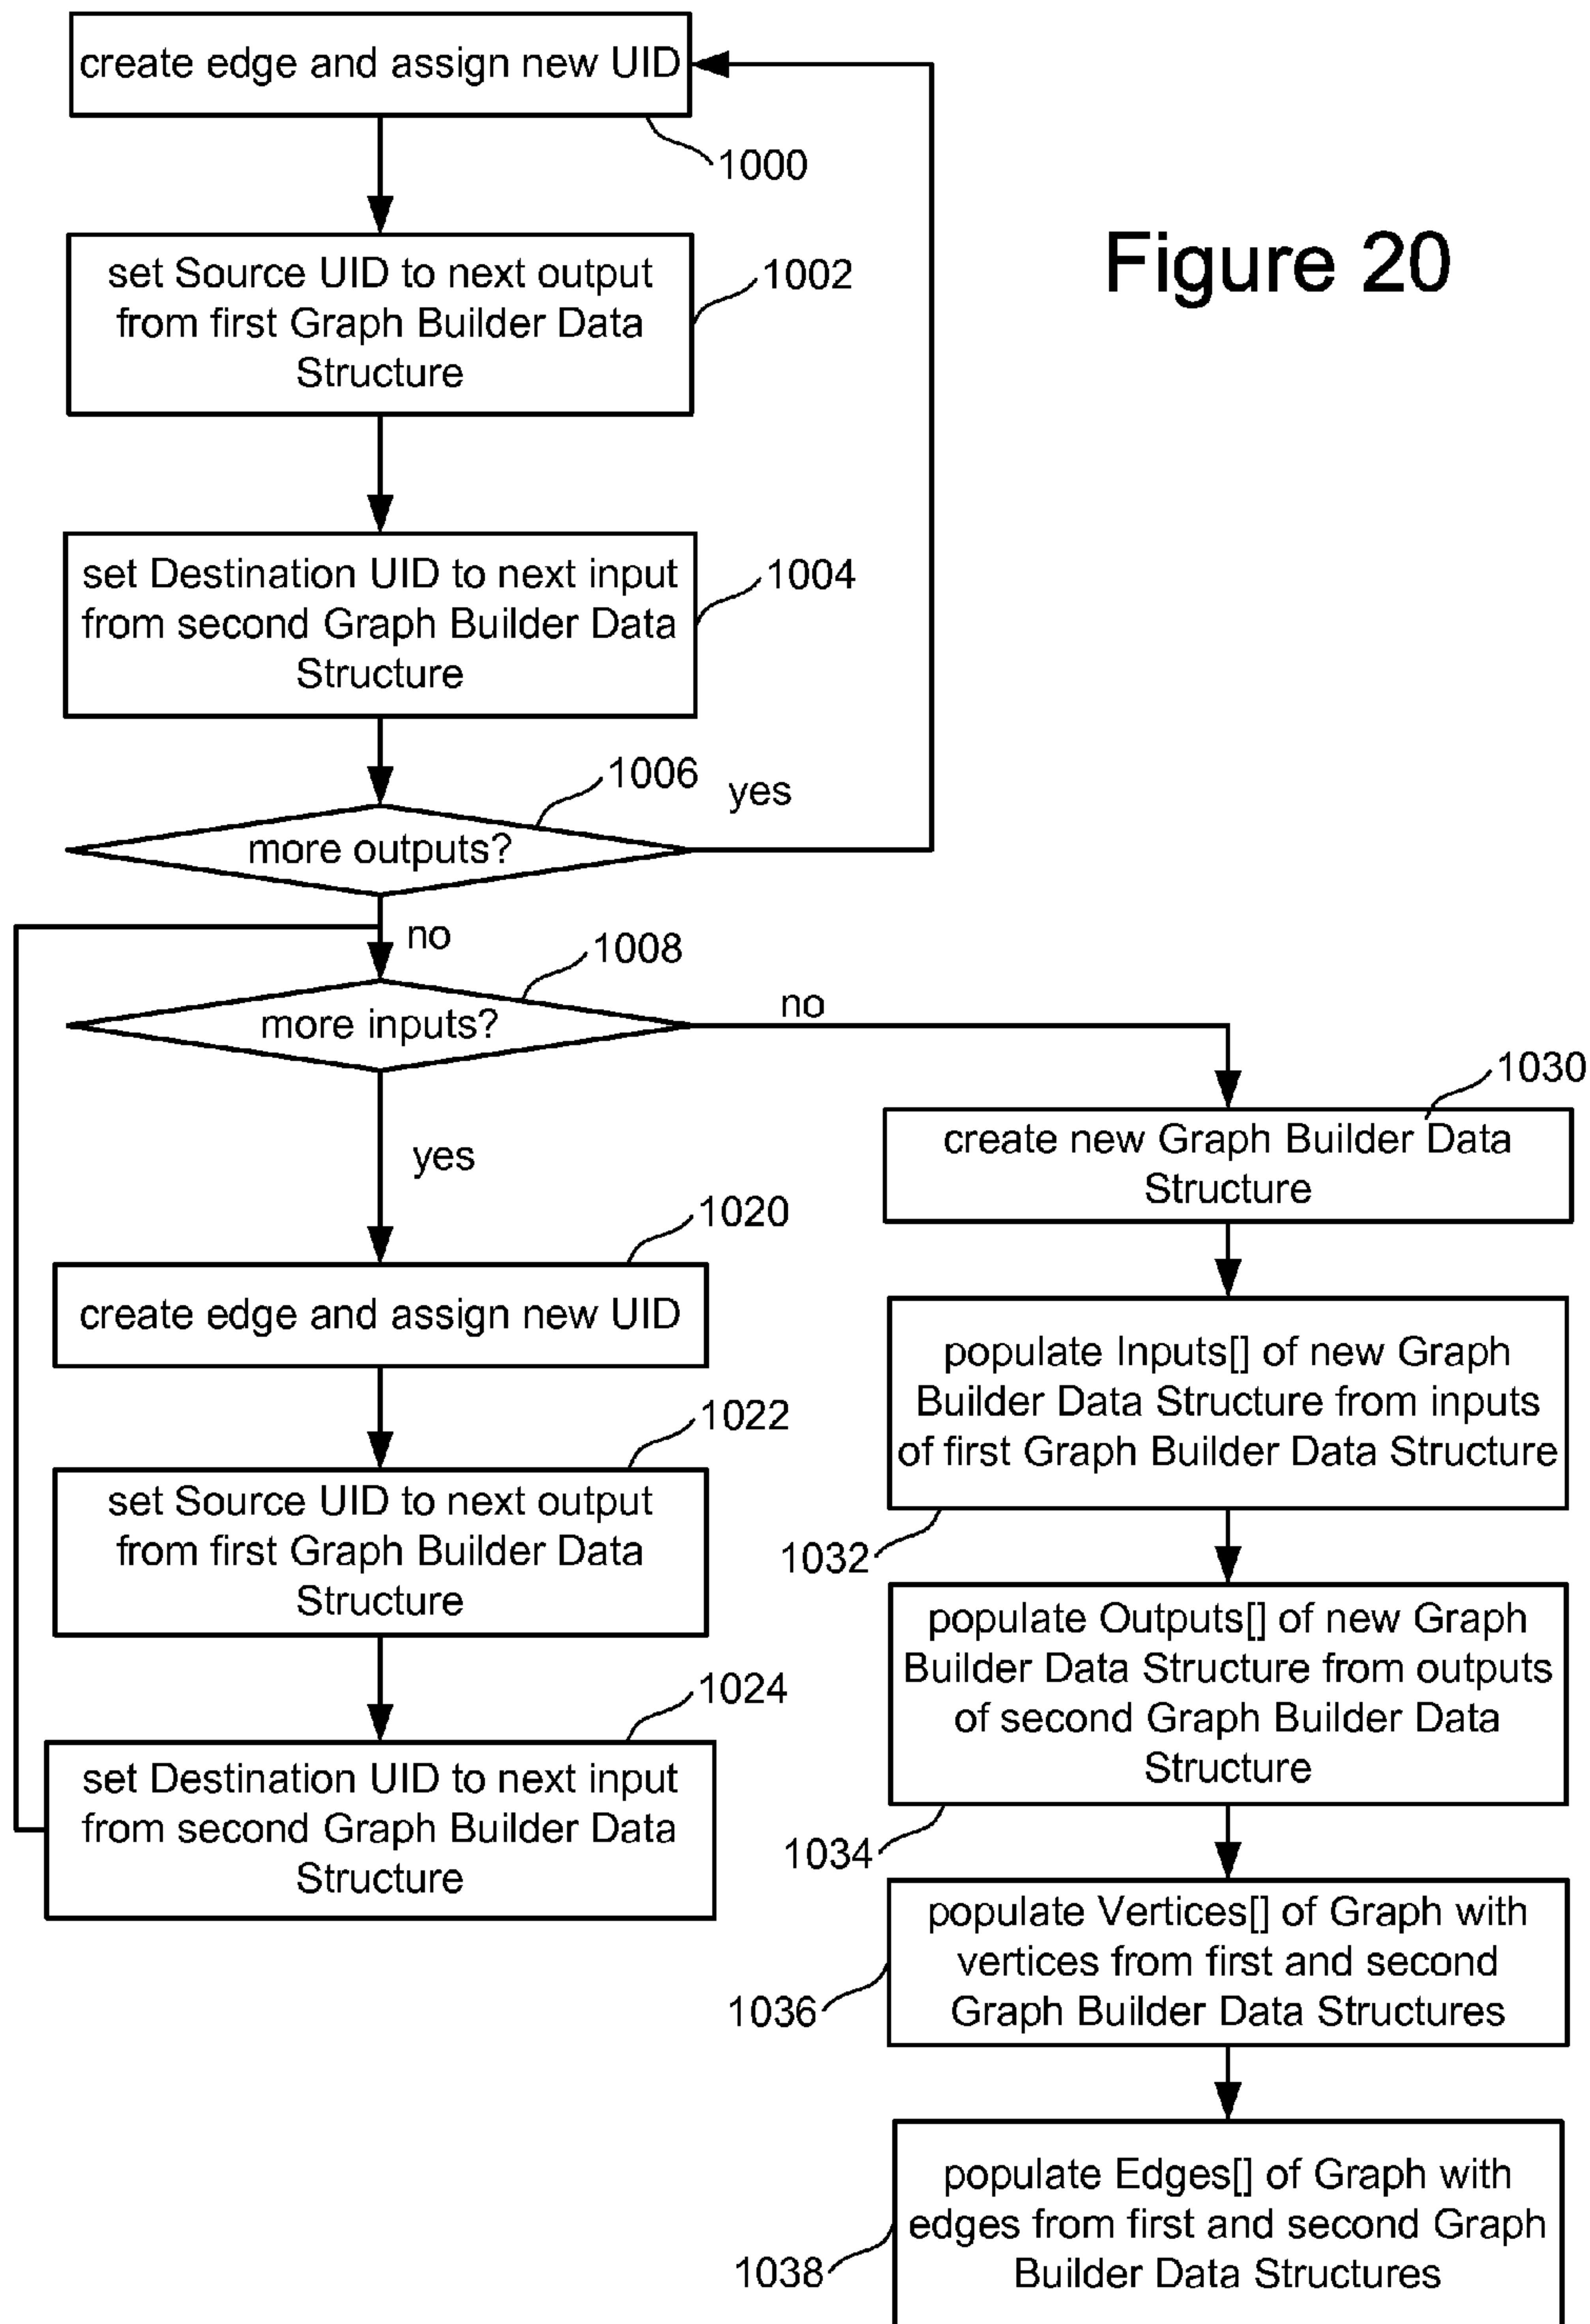 create edge and assign new UID
1000
Figure 20
set Source UID to next output
from first Graph Builder Data
Structure
1002
set Destination UID to next input
from second Graph Builder Data
Structure
1004
1006
yes
more outputs?
no
1008
more inputs?
no
yes
1020
create edge and assign new UID
1022
set Source UID to next output
from first Graph Builder Data
Structure
1024
set Destination UID to next input
from second Graph Builder Data
Structure
1030
create new Graph Builder Data
Structure
populate Inputs[] of new Graph
Builder Data Structure from inputs
of first Graph Builder Data Structure
1032
populate Outputs[] of new Graph
Builder Data Structure from outputs
of second Graph Builder Data
Structure
1034
populate Vertices[] of Graph with
vertices from first and second
Graph Builder Data Structures
1036
populate Edges[] of Graph with
edges from first and second Graph
Builder Data Structures
1038